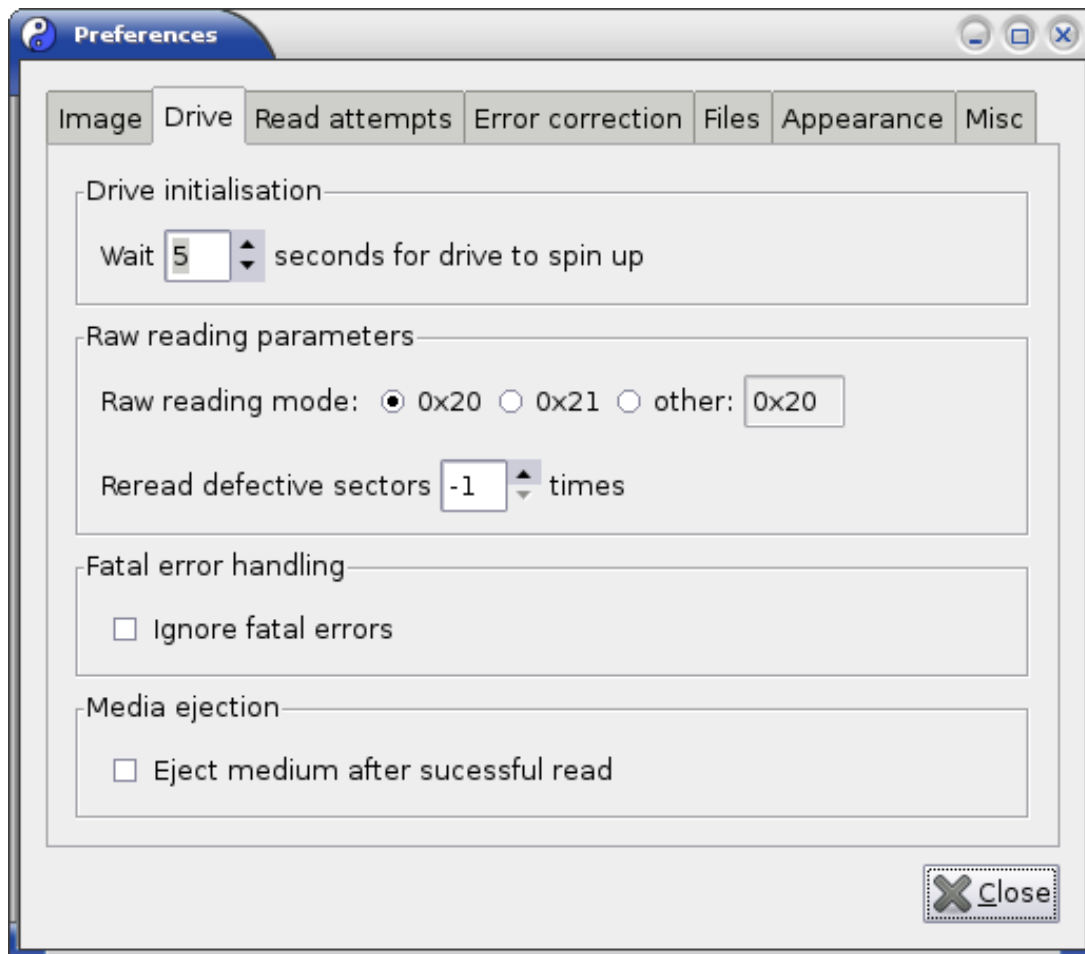 Preferences
Image Drive Read attempts Error correction Files Appearance Misc
Drive initialisation
Wait 5 seconds for drive to spin up
Raw reading parameters
Raw reading mode: 0x20 0x21 other: 0x20
Reread defective sectors -1 times
Fatal error handling
Ignore fatal errors
Media ejection
Eject medium after sucessful read
Close